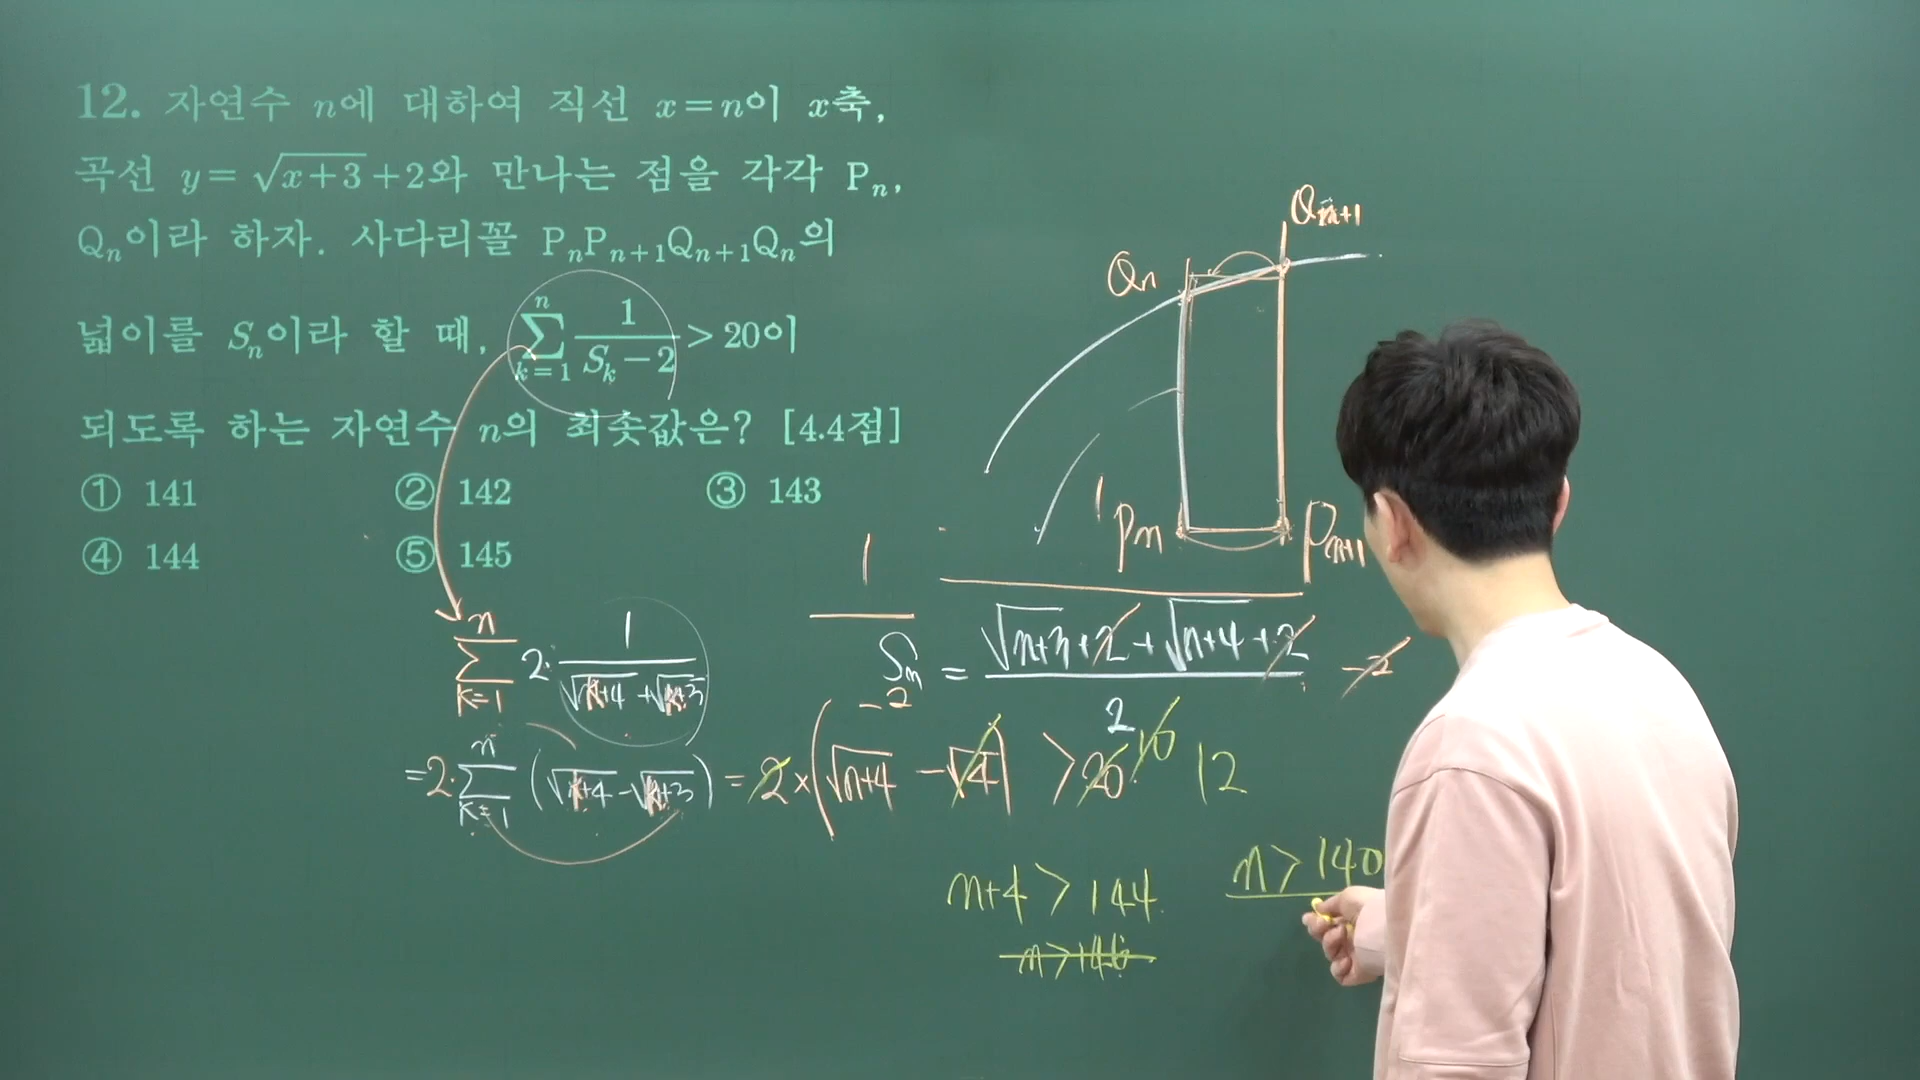 12. 자연수 n에 대하여 직선 x=n이 x축,
곡선 y=√(x+3)+2와 만나는 점을 각각 Pₙ,
Qₙ이라 하자. 사다리꼴 PₙPₙ₊₁Qₙ₊₁Qₙ의
넓이를 Sₙ이라 할 때, ∑(k=1)^n 1/(Sₖ−2) > 20이
되도록 하는 자연수 n의 최솟값은? [4.4점]
① 141 ② 142 ③ 143
④ 144 ⑤ 145
Qₙ Qₙ₊₁
1 Pₙ Pₙ₊₁
1/(Sₙ−2) = 1/((√(n+3)+2+√(n+4)+2)/2 −2)
∑(k=1)^n 2·1/(√(k+4)+√(k+3))
=2·∑(k=1)^n (√(k+4)−√(k+3)) = 2×(√(n+4) −√4) > 20 10 12
n+4 > 144
n > 140
n > 140